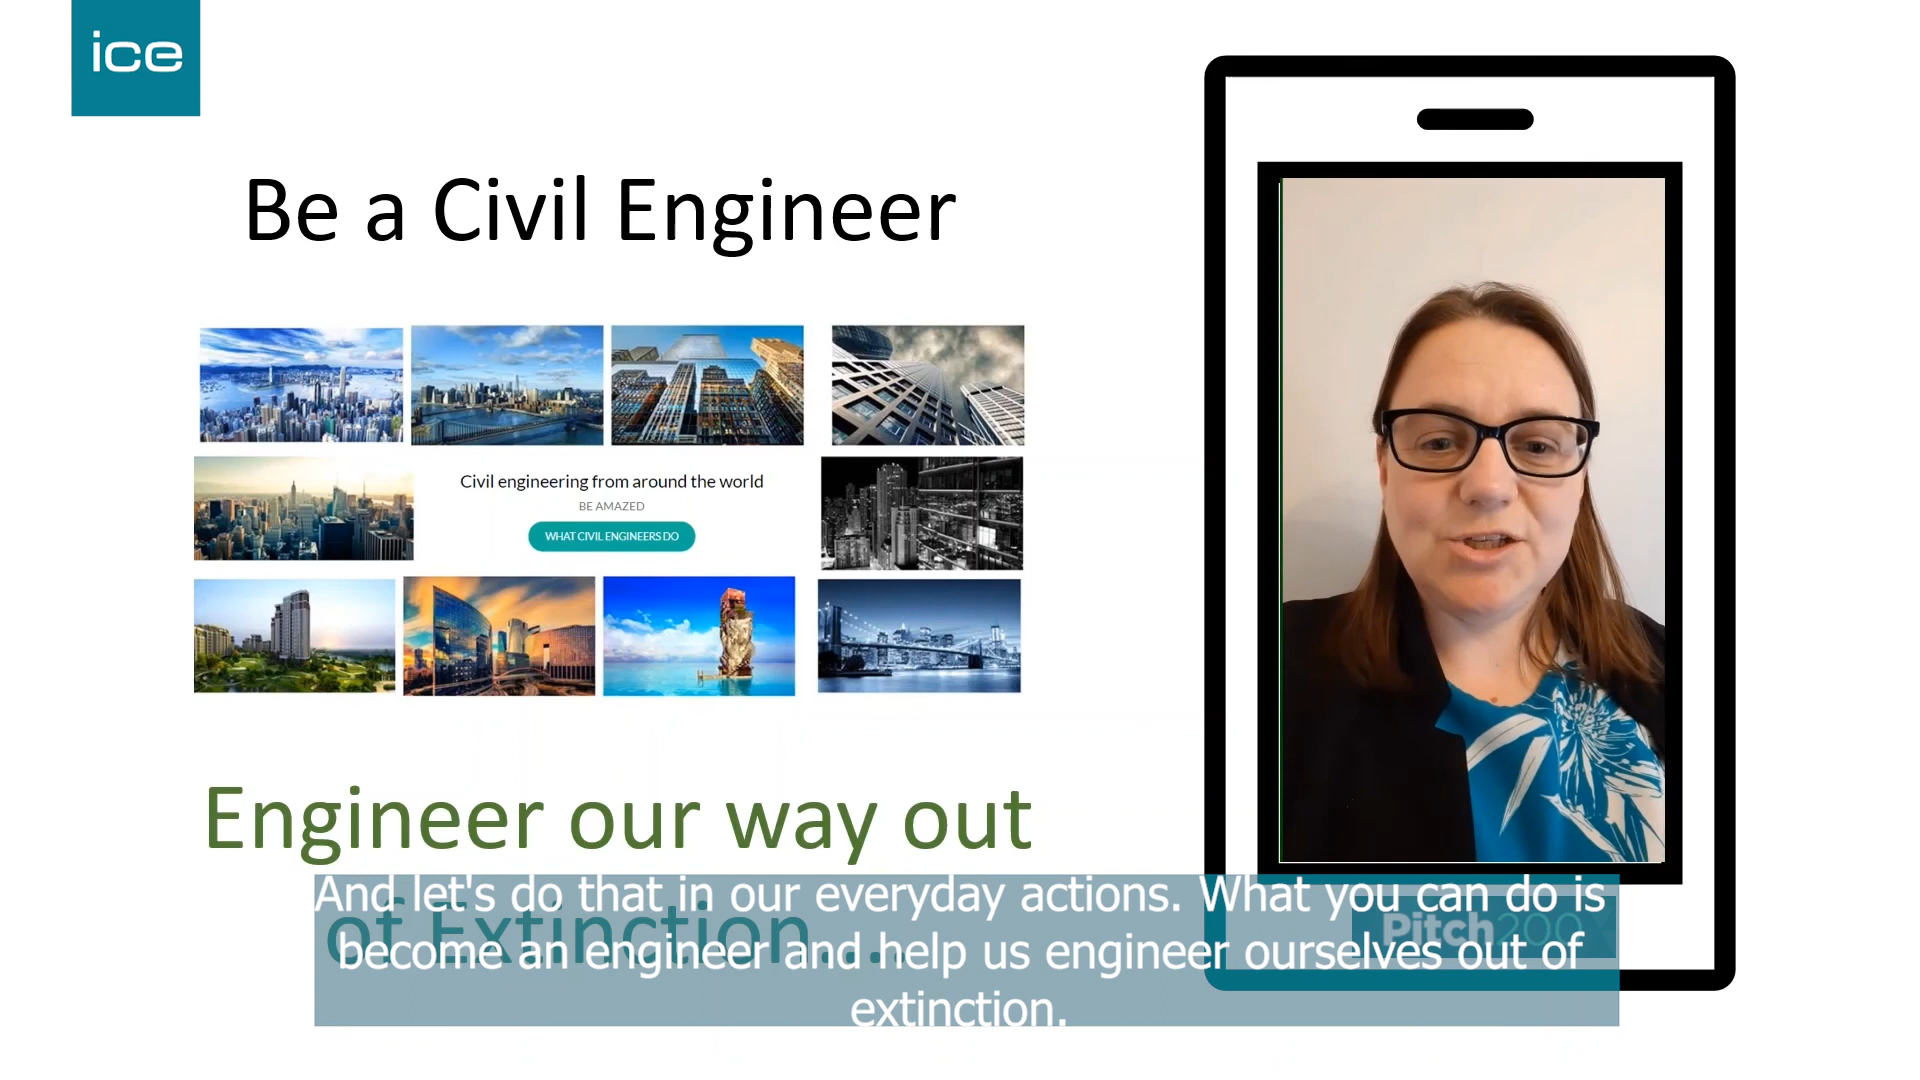 ice
Be a Civil Engineer
Civil engineering from around the world
BE AMAZED
WHAT CIVIL ENGINEERS DO
Engineer our way out
of Extinction....
Pitch200
And let's do that in our everyday actions. What you can do is
become an engineer and help us engineer ourselves out of
extinction.